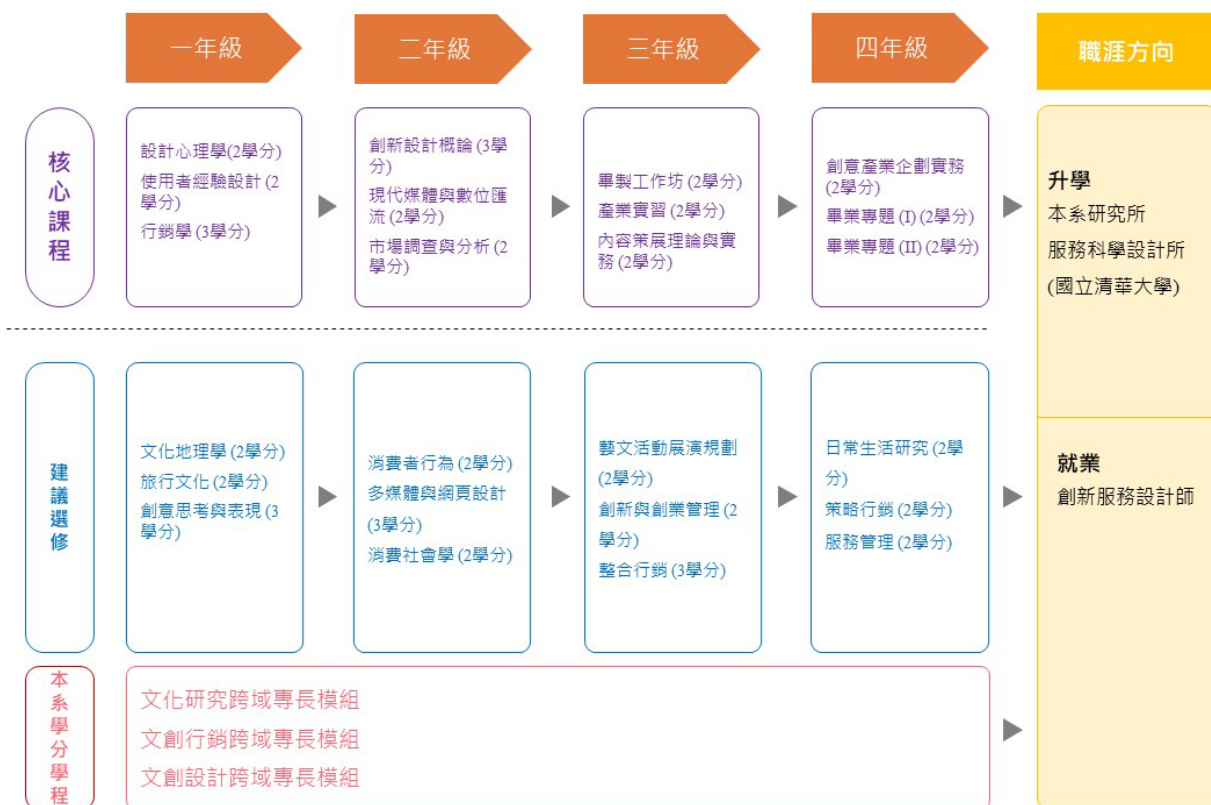 一年級
二年級
三年級
四年級
職涯方向
核心課程
設計心理學(2學分)
使用者經驗設計 (2
學分)
行銷學 (3學分)
創新設計概論 (3學
分)
現代媒體與數位匯
流 (2學分)
市場調查與分析 (2
學分)
畢製工作坊 (2學分)
產業實習 (2學分)
內容策展理論與實
務 (2學分)
創意產業企劃實務
(2學分)
畢業專題 (I) (2學分)
畢業專題 (II) (2學分)
升學
本系研究所
服務科學設計所
(國立清華大學)
建議選修
文化地理學 (2學分)
旅行文化 (2學分)
創意思考與表現 (3
學分)
消費者行為 (2學分)
多媒體與網頁設計
(3學分)
消費社會學 (2學分)
藝文活動展演規劃
(2學分)
創新與創業管理 (2
學分)
整合行銷 (3學分)
日常生活研究 (2學
分)
策略行銷 (2學分)
服務管理 (2學分)
就業
創新服務設計師
本系學分學程
文化研究跨域專長模組
文創行銷跨域專長模組
文創設計跨域專長模組